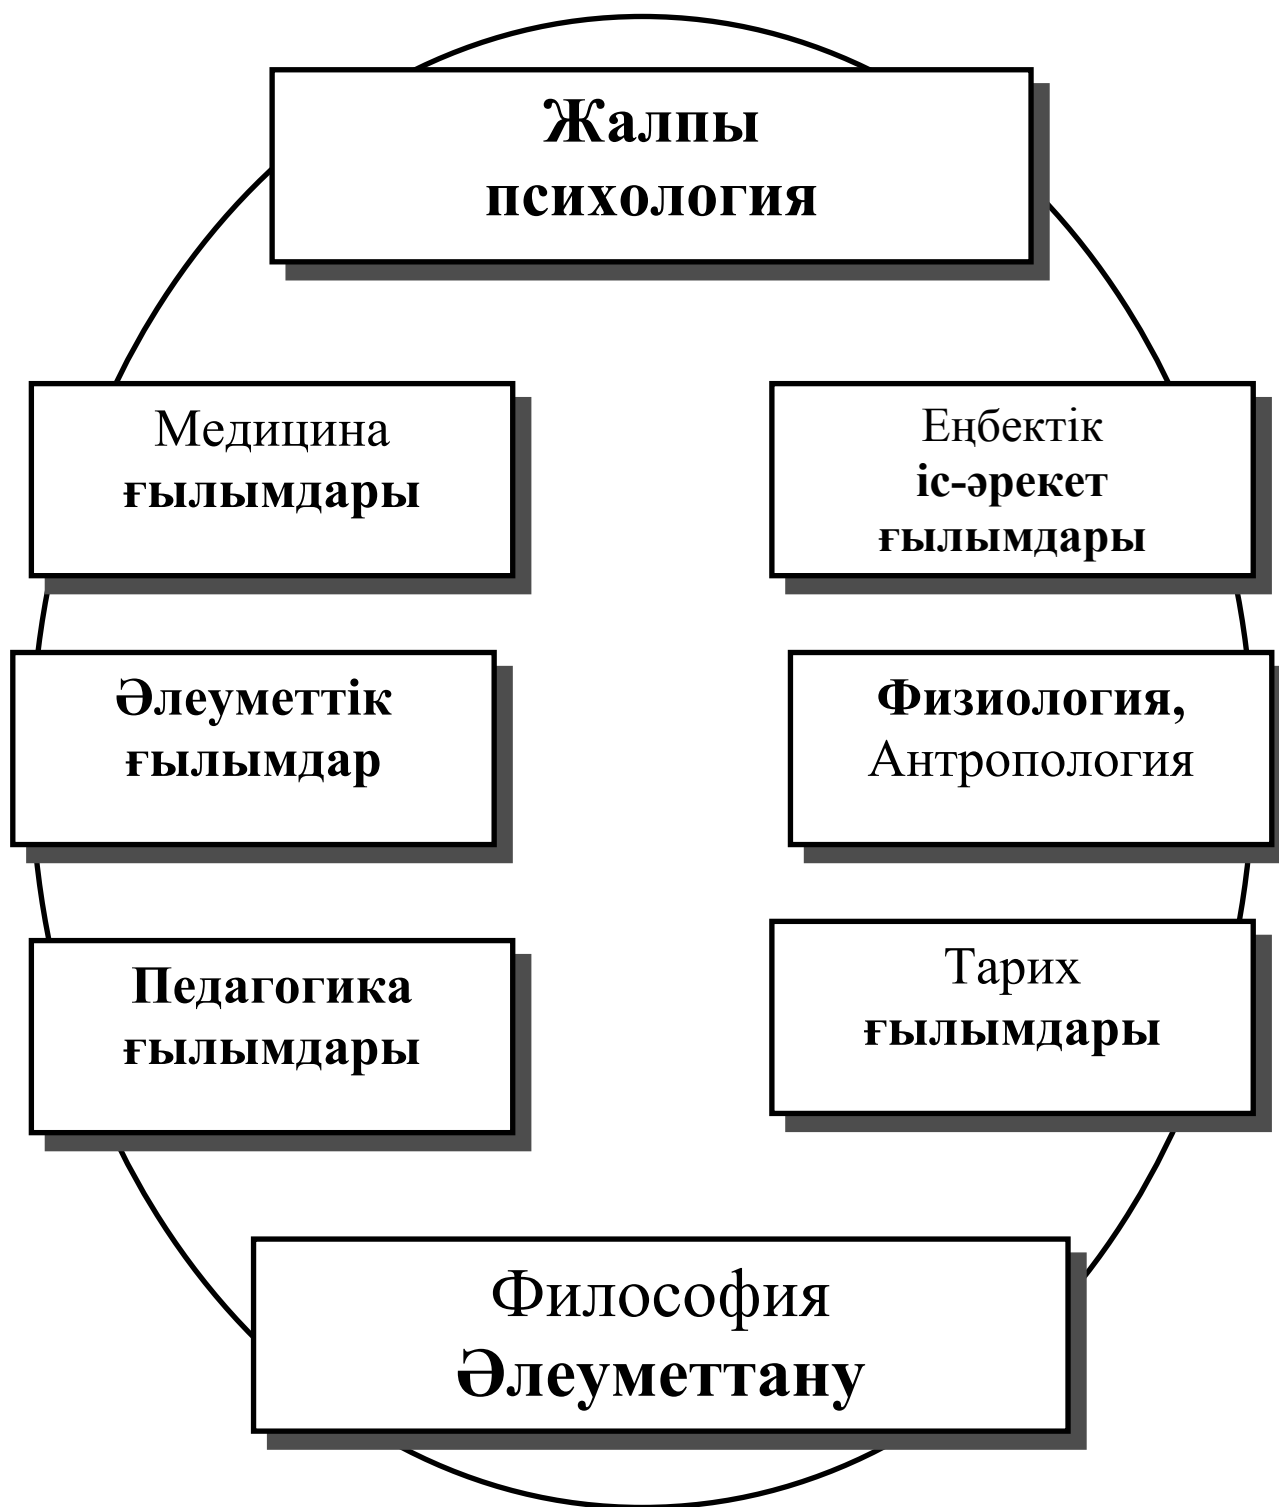 Жалпы
психология
Медицина
ғылымдары
Еңбектік
іс-әрекет
ғылымдары
Әлеуметтік
ғылымдар
Физиология,
Антропология
Педагогика
ғылымдары
Тарих
ғылымдары
Философия
Әлеуметтану